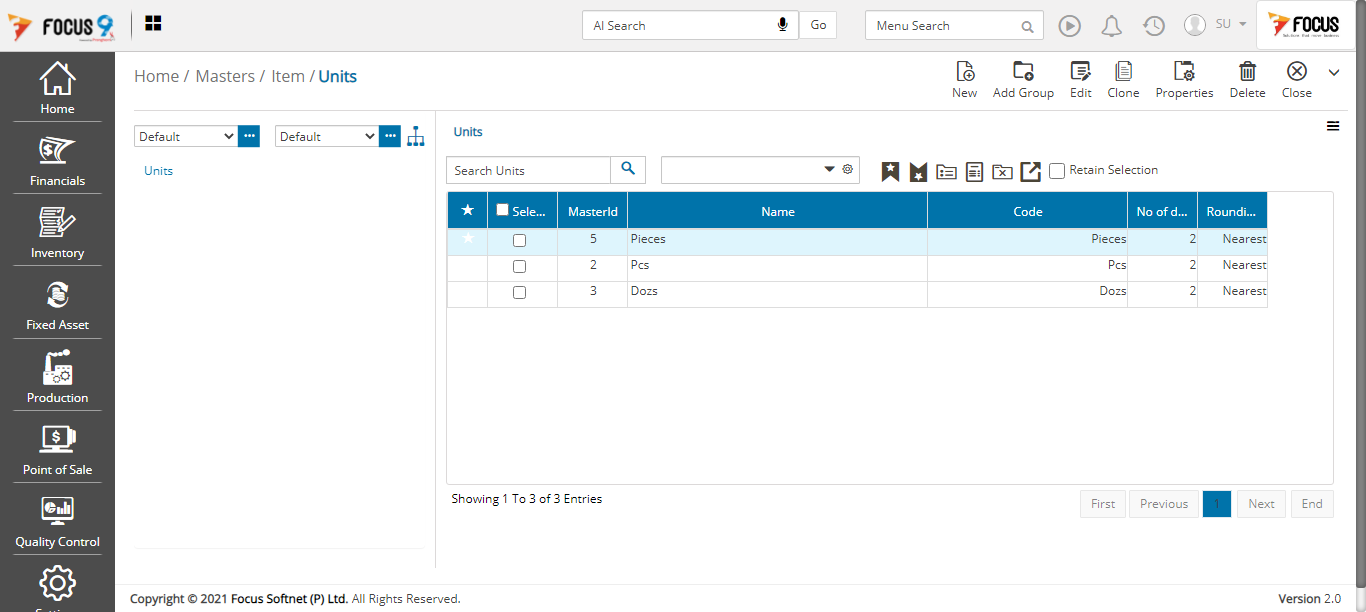 FOCUS 9
AI Search
Go
Menu Search
SU
FOCUS
Home / Masters / Item / Units
New
Add Group
Edit
Clone
Properties
Delete
Close
Home
Financials
Inventory
Fixed Asset
Production
Point of Sale
Quality Control
Default
Default
Units
Units
Search Units
Retain Selection
Sele... MasterId Name Code No of d... Roundi...
5 Pieces Pieces 2 Nearest
2 Pcs Pcs 2 Nearest
3 Dozs Dozs 2 Nearest
Showing 1 To 3 of 3 Entries
First Previous 1 Next End
Copyright © 2021 Focus Softnet (P) Ltd. All Rights Reserved.
Version 2.0